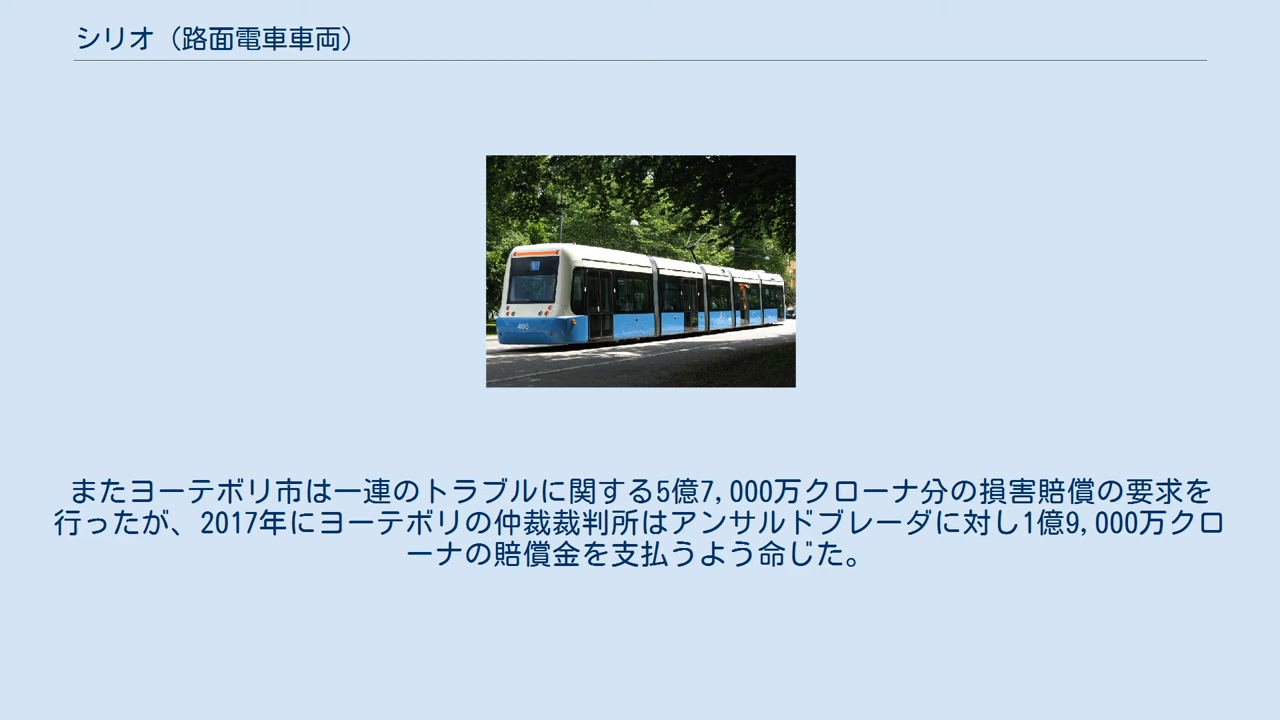 シリオ（路面電車車両）
406
またヨーテボリ市は一連のトラブルに関する5億7,000万クローナ分の損害賠償の要求を
行ったが、2017年にヨーテボリの仲裁裁判所はアンサルドブレーダに対し1億9,000万クロ
ーナの賠償金を支払うよう命じた。